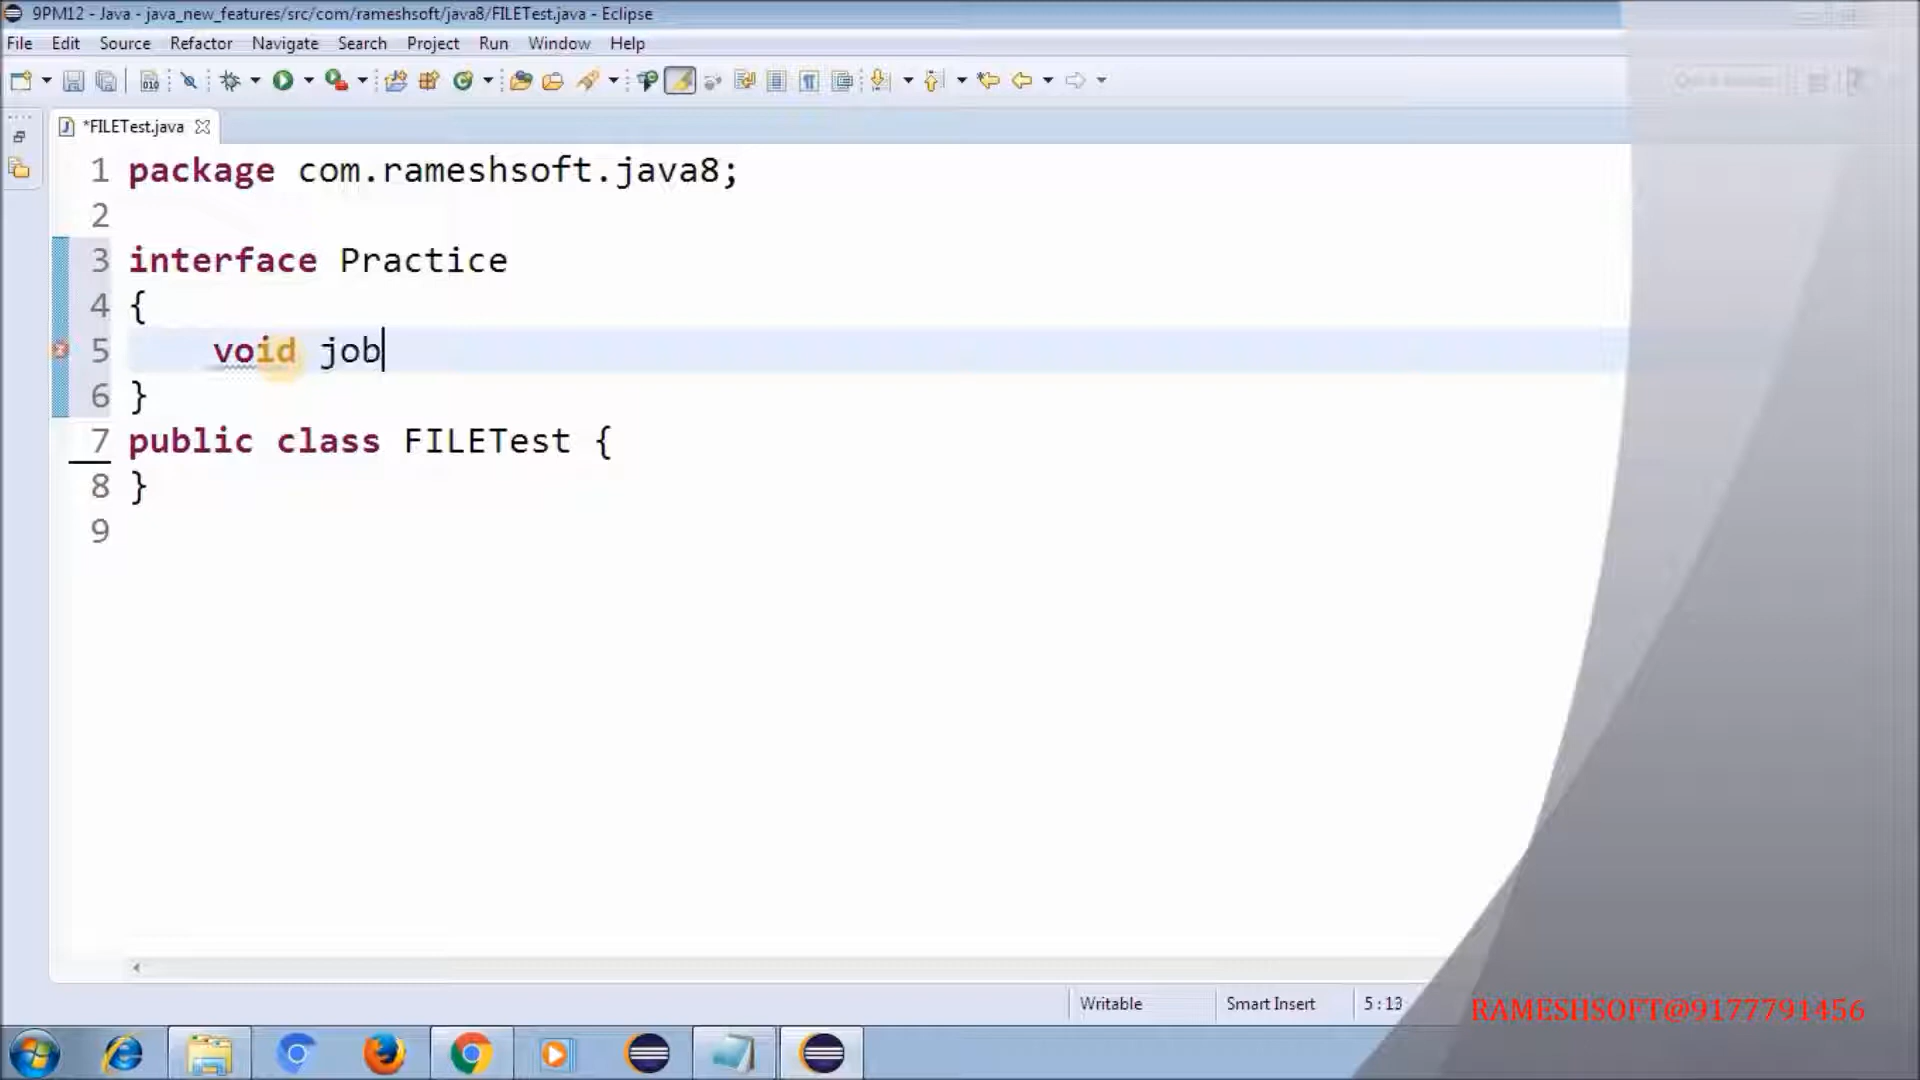 9PM12 - Java - java_new_features/src/com/rameshsoft/java8/FILETest.java - Eclipse
File Edit Source Refactor Navigate Search Project Run Window Help
Quick Access
*FILETest.java
1 package com.rameshsoft.java8;
2
3 interface Practice
4 {
5 void job
6 }
7 public class FILETest {
8 }
9
Writable Smart Insert 5 : 13
RAMESHSOFT@9177791456